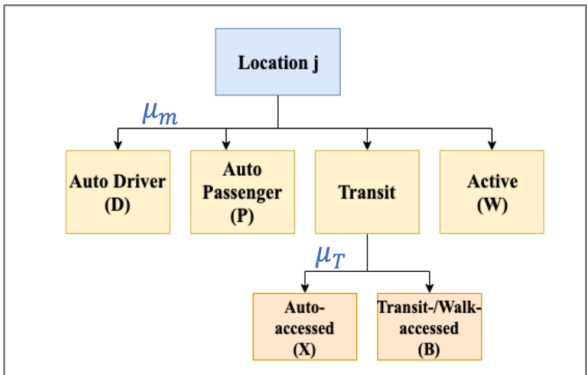 Location j
μm
Auto Driver
(D)
Auto
Passenger
(P)
Transit
Active
(W)
μT
Auto-
accessed
(X)
Transit-/Walk-
accessed
(B)